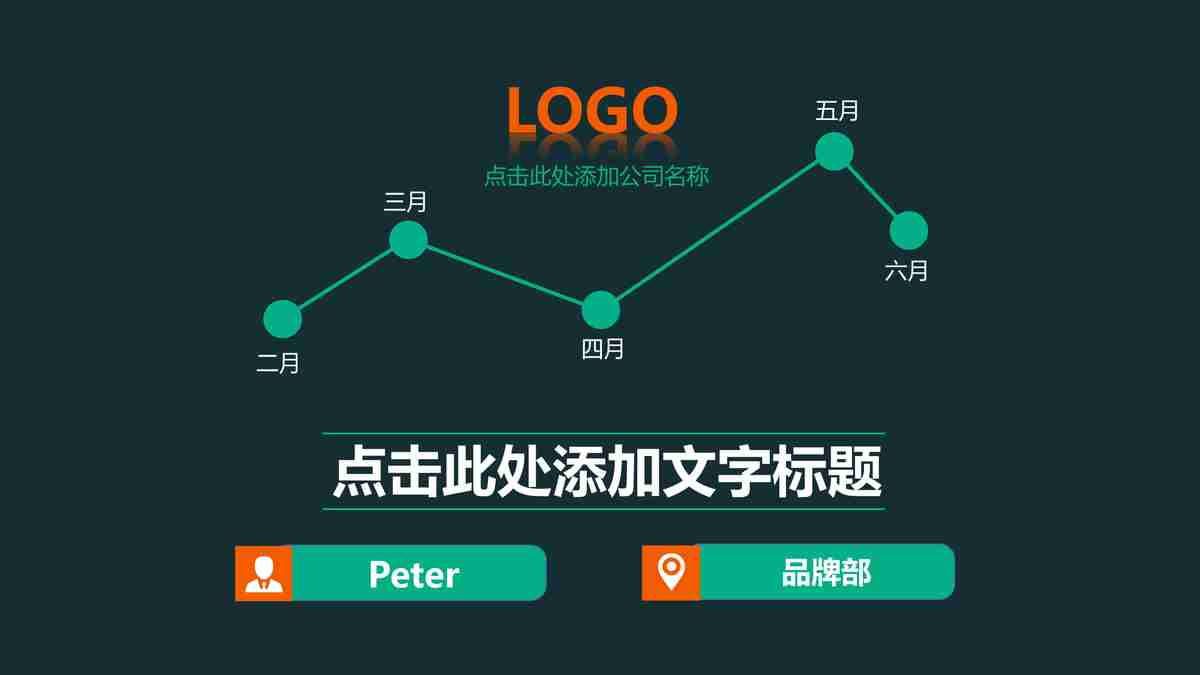 LOGO
五月
点击此处添加公司名称
三月
六月
四月
二月
点击此处添加文字标题
Peter
品牌部